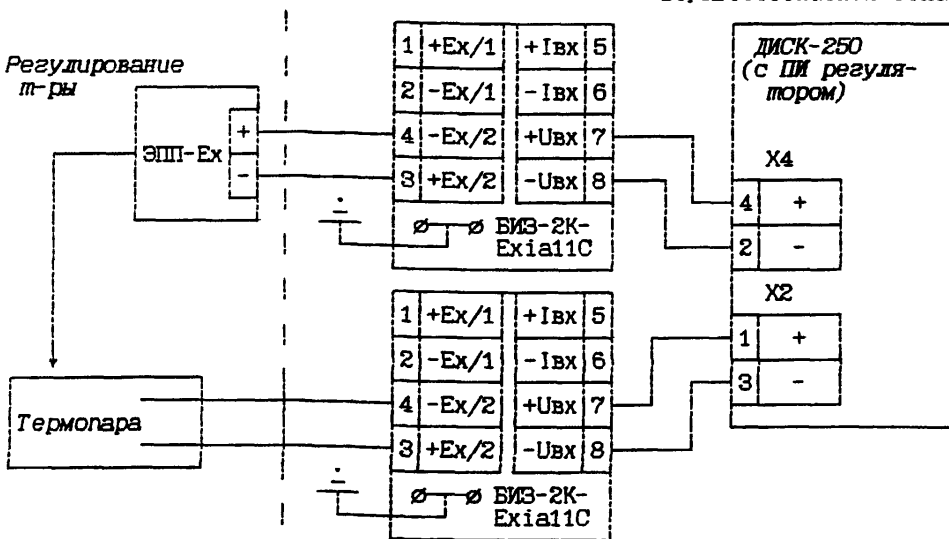 Регулирование
т-ры
ЭПП-Ex
+
-
1 +Ex/1 +Iвх 5
2 -Ex/1 -Iвх 6
4 -Ex/2 +Uвх 7
3 +Ex/2 -Uвх 8
БИЗ-2К-
Exia11C
ДИСК-250
(с ПИ регуля-
тором)
X4
4 +
2 -
X2
1 +
3 -
Термопара
1 +Ex/1 +Iвх 5
2 -Ex/1 -Iвх 6
4 -Ex/2 +Uвх 7
3 +Ex/2 -Uвх 8
БИЗ-2К-
Exia11C